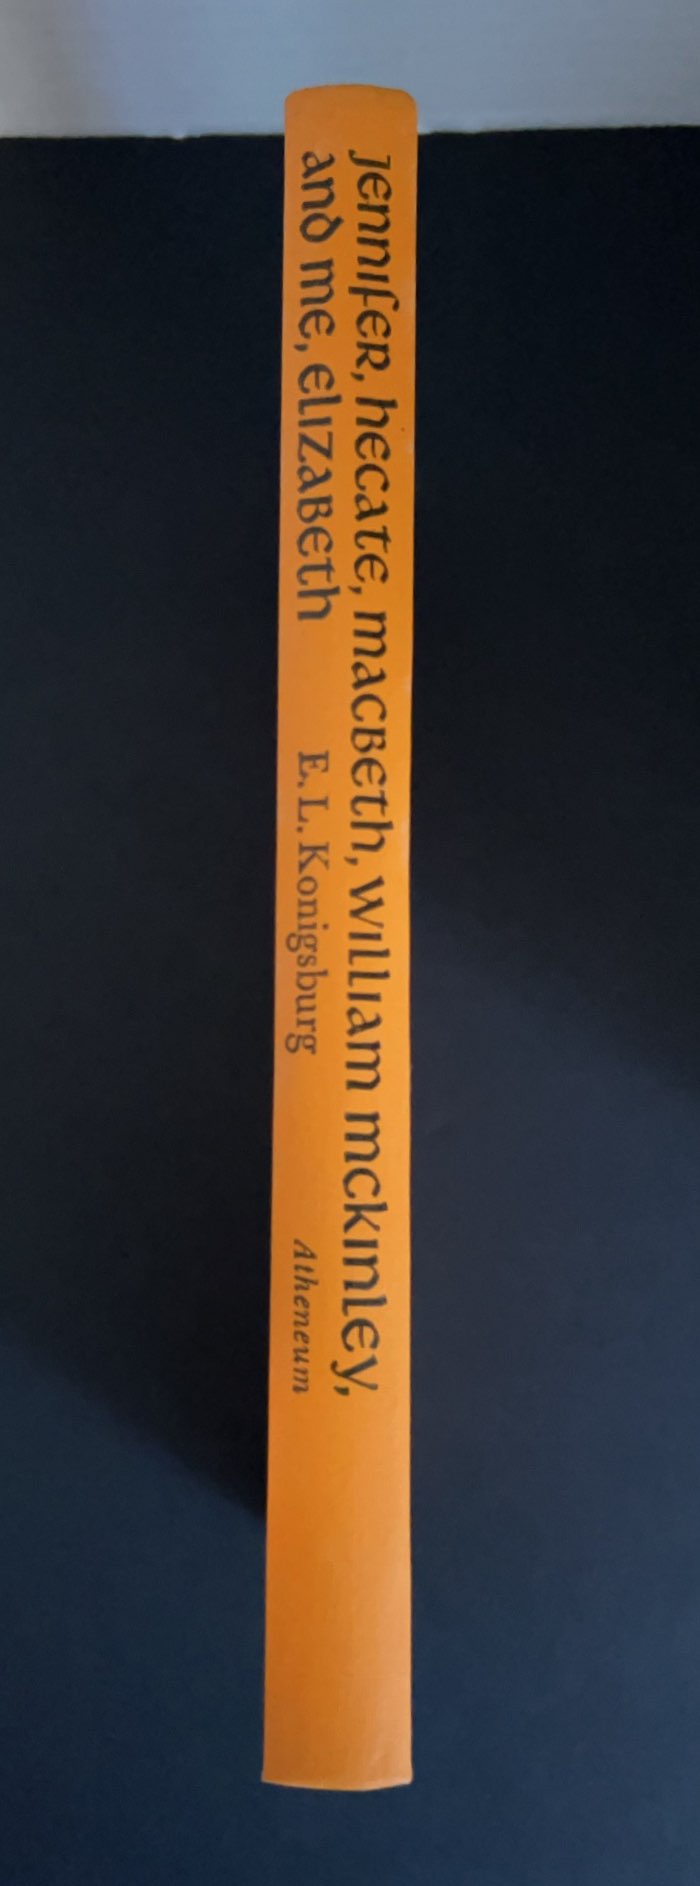 Jennifer, hecate, macbeth, william mckinley,
and me, elizabeth
E. L. Konigsburg
Atheneum